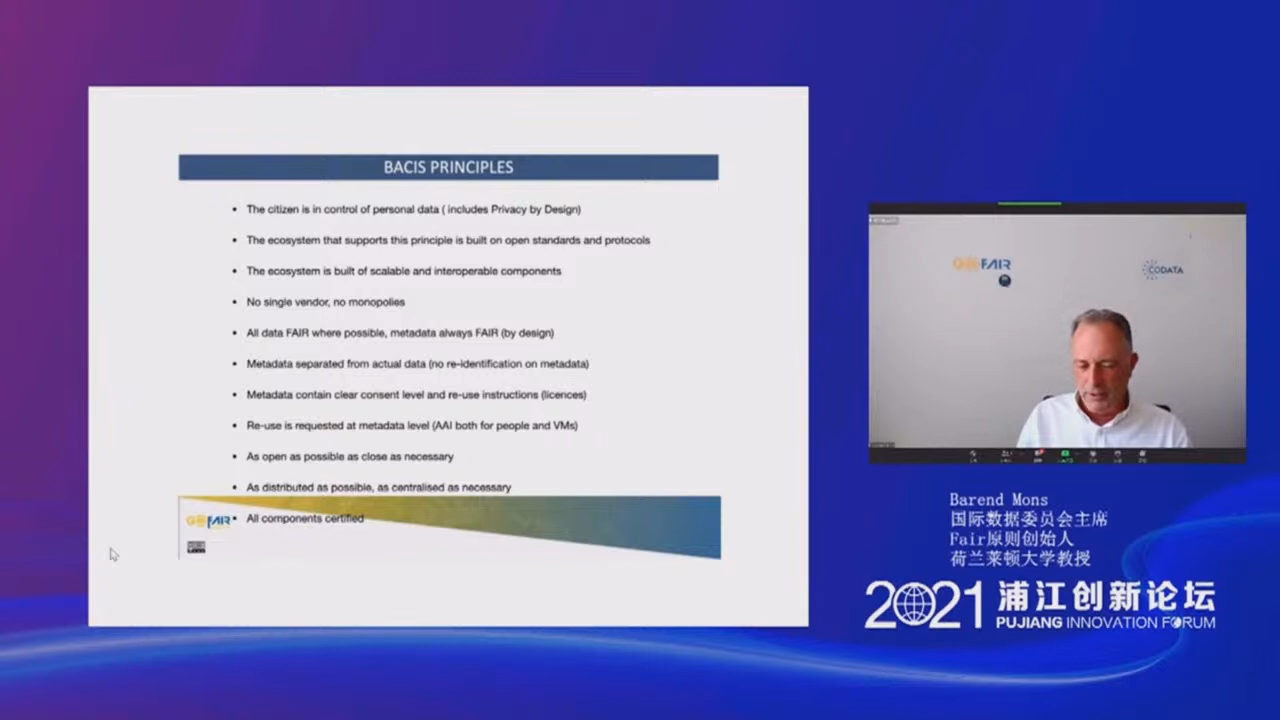 BACIS PRINCIPLES
• The citizen is in control of personal data ( includes Privacy by Design)
• The ecosystem that supports this principle is built on open standards and protocols
• The ecosystem is built of scalable and interoperable components
• No single vendor, no monopolies
• All data FAIR where possible, metadata always FAIR (by design)
• Metadata separated from actual data (no re-identification on metadata)
• Metadata contain clear consent level and re-use instructions (licences)
• Re-use is requested at metadata level (AAI both for people and VMs)
• As open as possible as close as necessary
• As distributed as possible, as centralised as necessary
• All components certified
GO FAIR
GO FAIR
CODATA
Barend Mons
国际数据委员会主席
Fair原则创始人
荷兰莱顿大学教授
2021 浦江创新论坛
PUJIANG INNOVATION FORUM